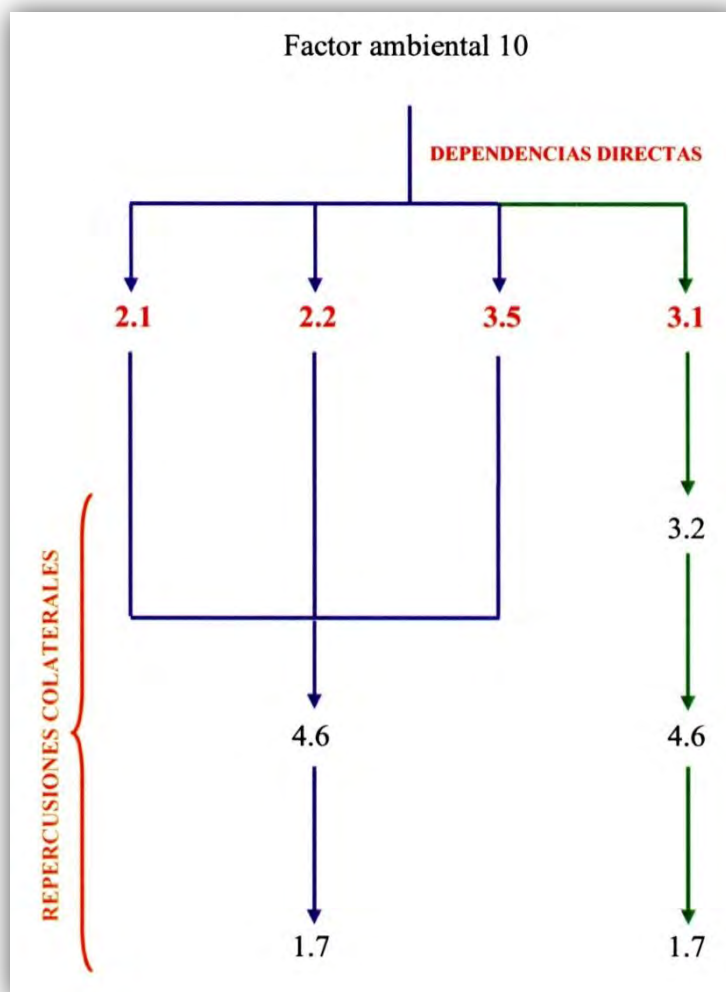 Factor ambiental 10
DEPENDENCIAS DIRECTAS
2.1 2.2 3.5 3.1
3.2
REPERCUSIONES COLATERALES
4.6 4.6
1.7 1.7